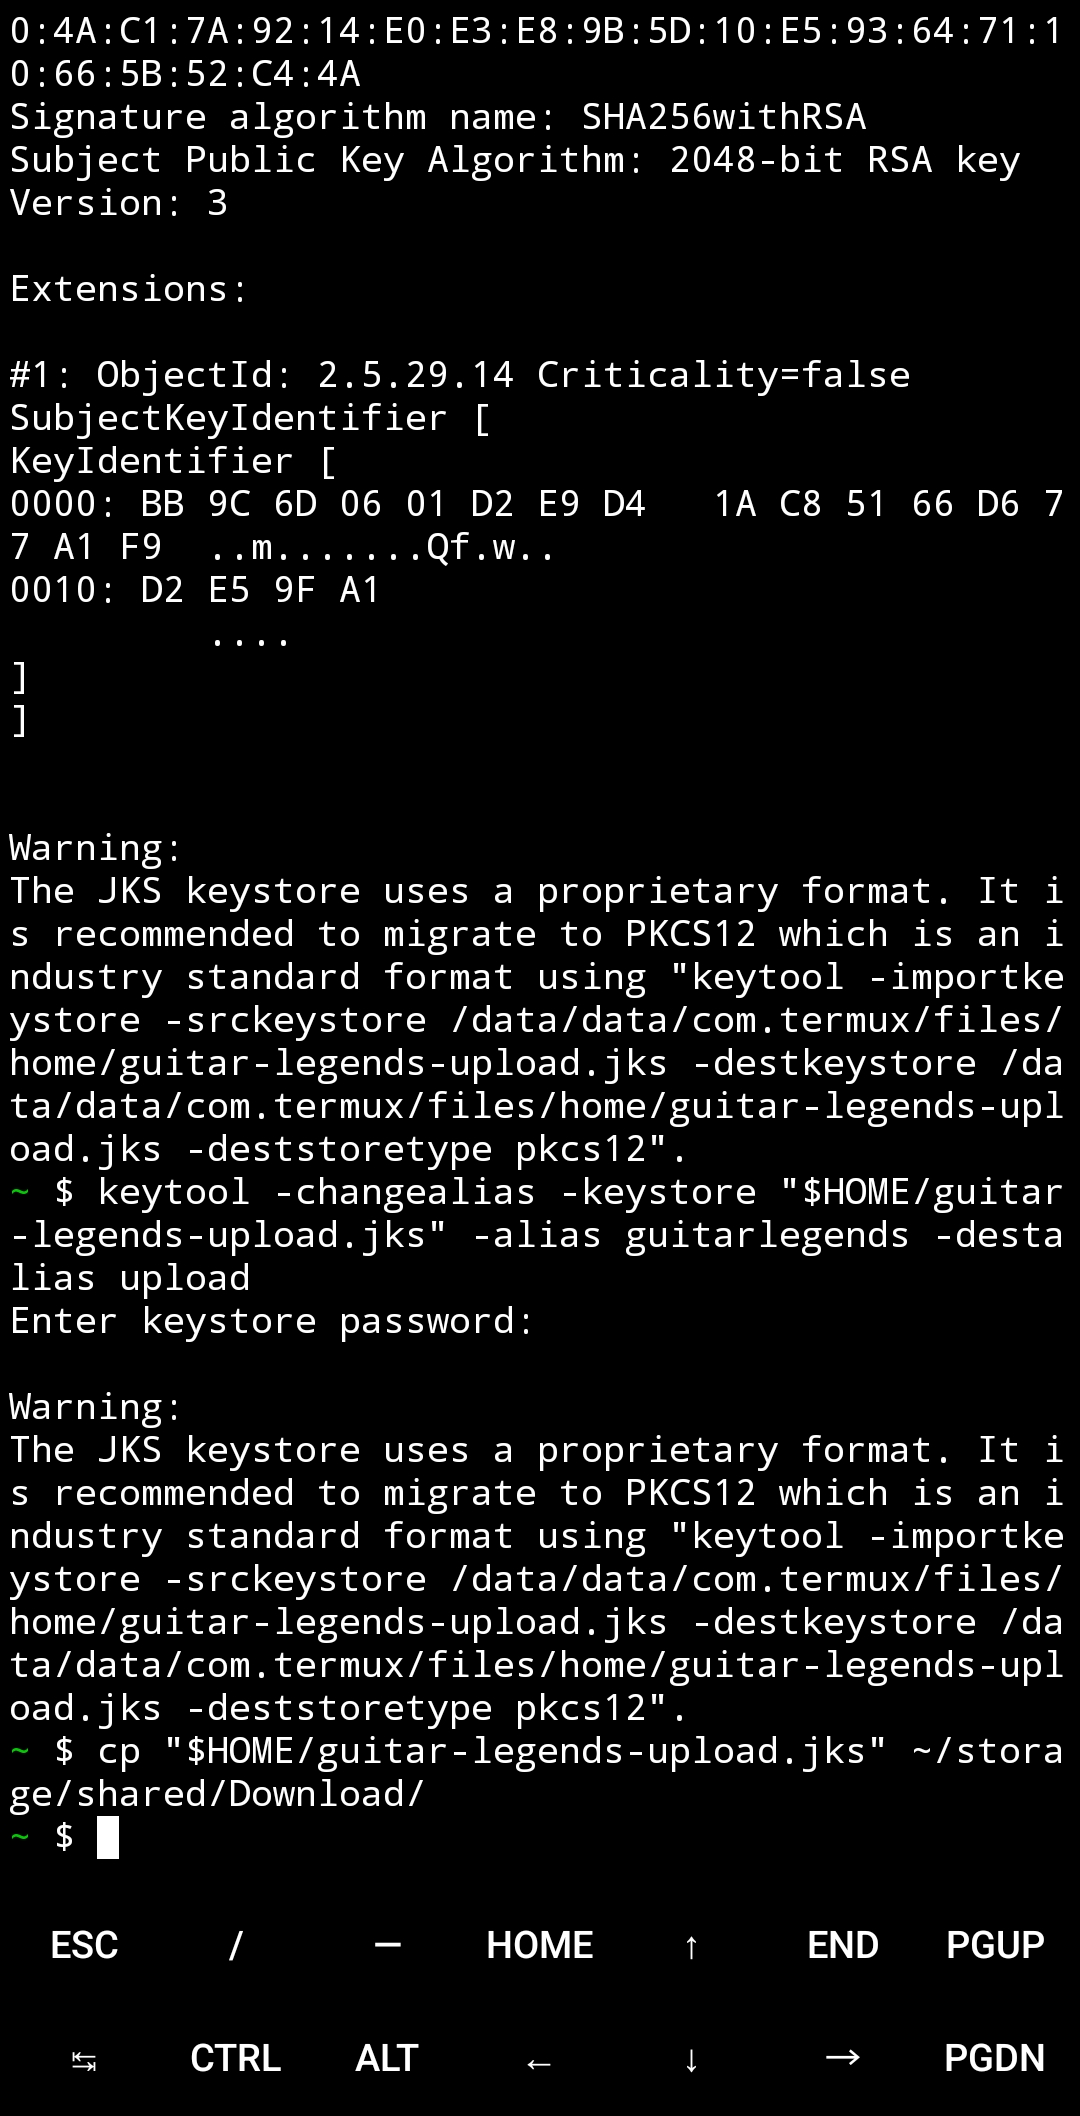 0:4A:C1:7A:92:14:E0:E3:E8:9B:5D:10:E5:93:64:71:1
0:66:5B:52:C4:4A
Signature algorithm name: SHA256withRSA
Subject Public Key Algorithm: 2048-bit RSA key
Version: 3

Extensions:

#1: ObjectId: 2.5.29.14 Criticality=false
SubjectKeyIdentifier [
KeyIdentifier [
0000: BB 9C 6D 06 01 D2 E9 D4   1A C8 51 66 D6 7
7 A1 F9  ..m.......Qf.w..
0010: D2 E5 9F A1
         ....
]
]

Warning:
The JKS keystore uses a proprietary format. It i
s recommended to migrate to PKCS12 which is an i
ndustry standard format using "keytool -importke
ystore -srckeystore /data/data/com.termux/files/
home/guitar-legends-upload.jks -destkeystore /da
ta/data/com.termux/files/home/guitar-legends-upl
oad.jks -deststoretype pkcs12".
~ $ keytool -changealias -keystore "$HOME/guitar
-legends-upload.jks" -alias guitarlegends -desta
lias upload
Enter keystore password:

Warning:
The JKS keystore uses a proprietary format. It i
s recommended to migrate to PKCS12 which is an i
ndustry standard format using "keytool -importke
ystore -srckeystore /data/data/com.termux/files/
home/guitar-legends-upload.jks -destkeystore /da
ta/data/com.termux/files/home/guitar-legends-upl
oad.jks -deststoretype pkcs12".
~ $ cp "$HOME/guitar-legends-upload.jks" ~/stora
ge/shared/Download/
~ $
ESC / — HOME ↑ END PGUP
↹ CTRL ALT ← ↓ → PGDN